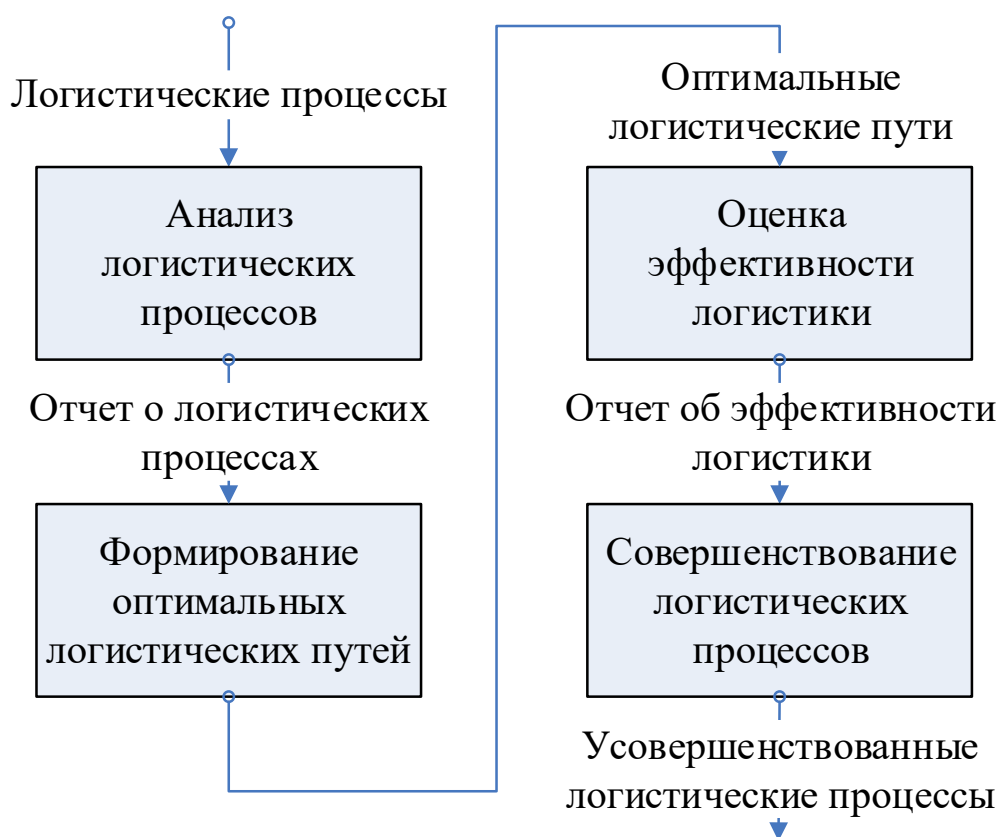 Логистические процессы
Анализ
логистических
процессов
Отчет о логистических
процессах
Формирование
оптимальных
логистических путей
Оптимальные
логистические пути
Оценка
эффективности
логистики
Отчет об эффективности
логистики
Совершенствование
логистических
процессов
Усовершенствованные
логистические процессы